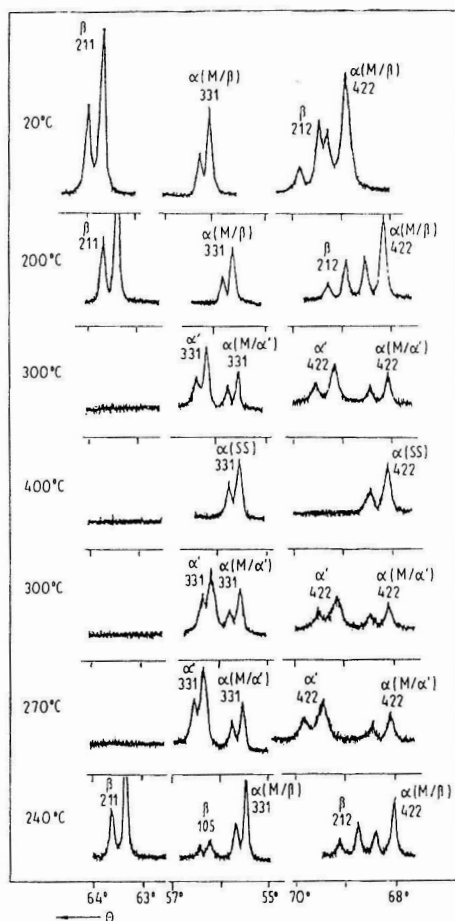 β
211
α(M/β)
331
β
212
α(M/β)
422
20°C
β
211
α(M/β)
331
β
212
α(M/β)
422
200°C
α'
331
α(M/α')
331
α'
422
α(M/α')
422
300°C
α(SS)
331
α(SS)
422
400°C
α'
331
α(M/α')
331
α'
422
α(M/α')
422
300°C
α'
331
α(M/α')
331
α'
422
α(M/α')
422
270°C
β
211
β
105
α(M/β)
331
β
212
α(M/β)
422
240°C
64° 63° 57° 55° 70° 68°
Θ